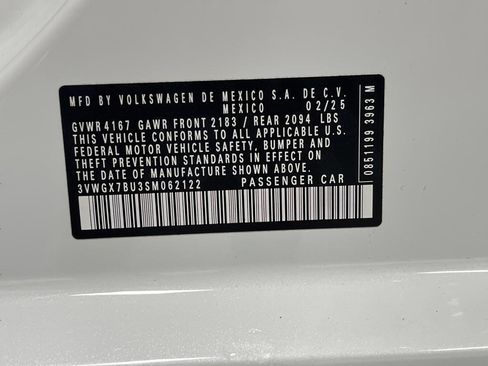 MFD BY VOLKSWAGEN DE MEXICO S.A. DE C.V.
MEXICO 02/25
GVWR 4167 GAWR FRONT 2183 / REAR 2094 LBS
THIS VEHICLE CONFORMS TO ALL APPLICABLE U.S.
FEDERAL MOTOR VEHICLE SAFETY, BUMPER AND
THEFT PREVENTION STANDARDS IN EFFECT ON
THE DATE OF MANUFACTURE SHOWN ABOVE.
3VWGX7BU3SM062122 PASSENGER CAR
0851199 3963 M